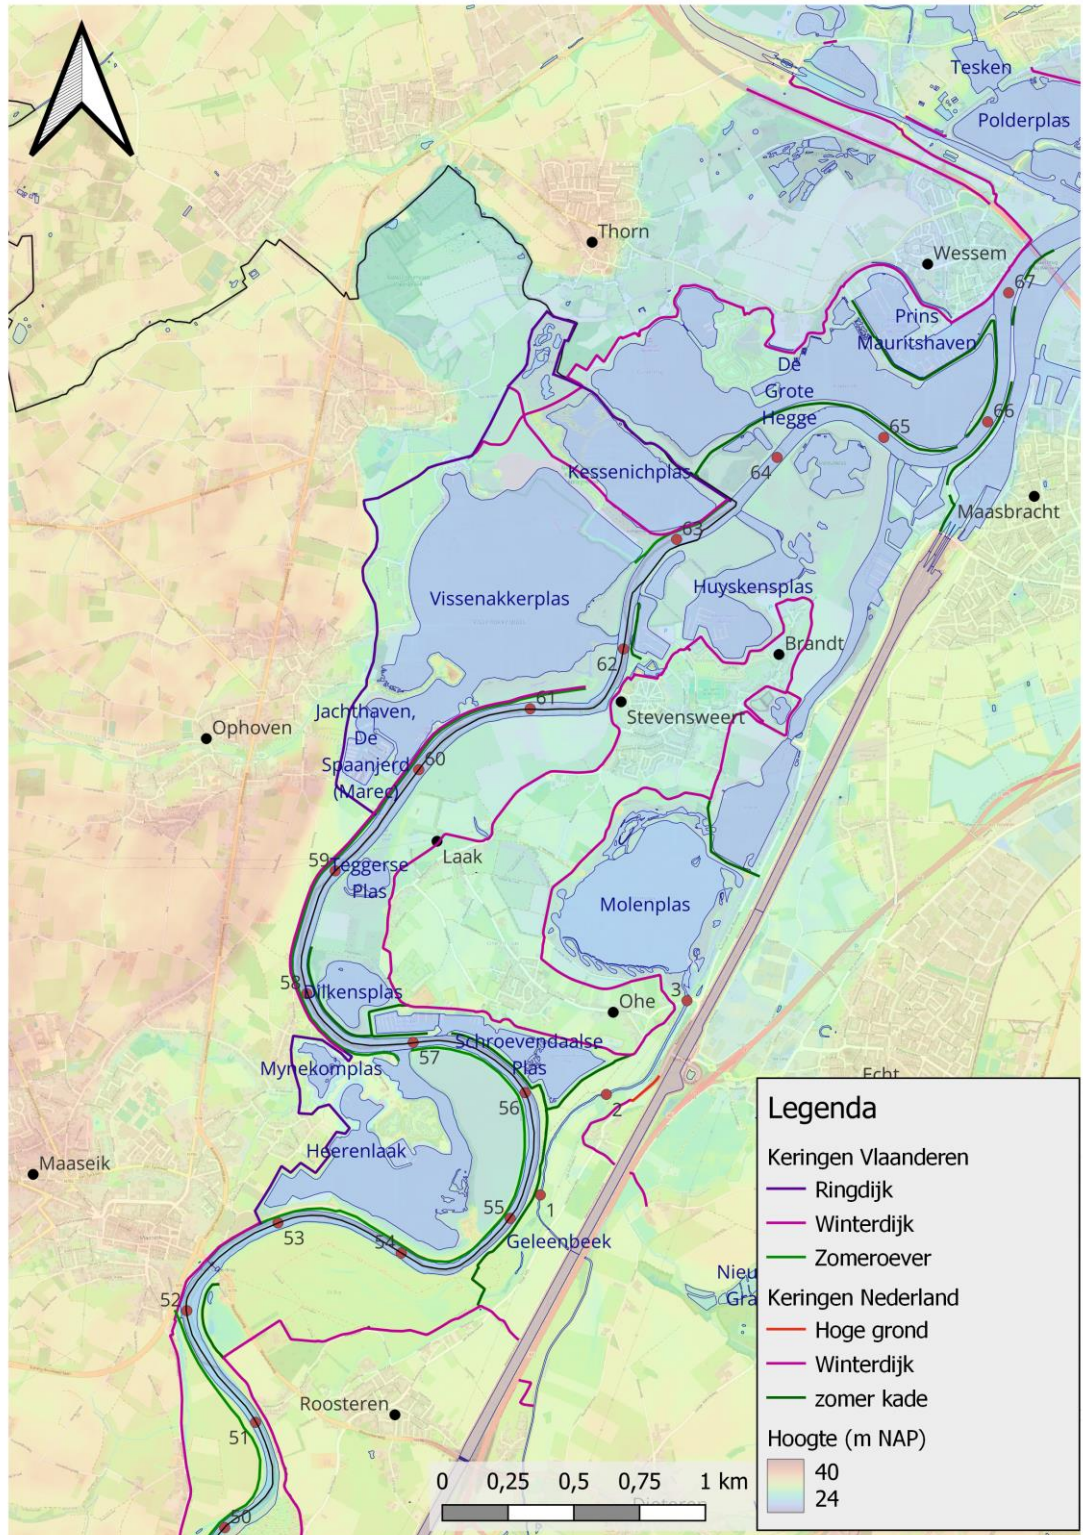 Tesken
Polderplas
Thorn
Wessem
67
Prins
Mauritshaven
De
Grote
Hegge
66
65
64
Kessenichplas
Maasbracht
63
Huyskensplas
Vissenakkerplas
62
Brandt
61
Stevensweert
Jachthaven,
De
Spaanjerd
(Marec)
Ophoven
60
Laak
59
Teggerse
Plas
Molenplas
58
Dilkensplas
3
Ohe
57
Schroevendaalse
Plas
Mynekomplas
56
2
Echt
Heerenlaak
Maaseik
1
55
53
54
Geleenbeek
Nieu
Gra
52
Roosteren
51
50
Legenda
Keringen Vlaanderen
Ringdijk
Winterdijk
Zomeroever
Keringen Nederland
Hoge grond
Winterdijk
zomer kade
Hoogte (m NAP)
40
24
0 0,25 0,5 0,75 1 km